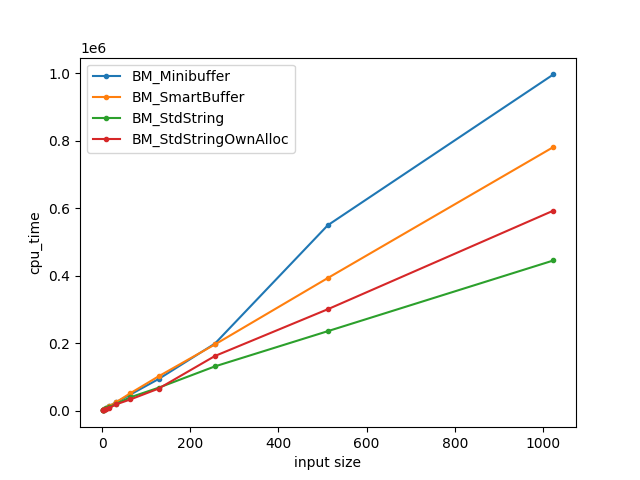 1e6
BM_Minibuffer
BM_SmartBuffer
BM_StdString
BM_StdStringOwnAlloc
1.0
0.8
0.6
0.4
0.2
0.0
cpu_time
0 200 400 600 800 1000
input size